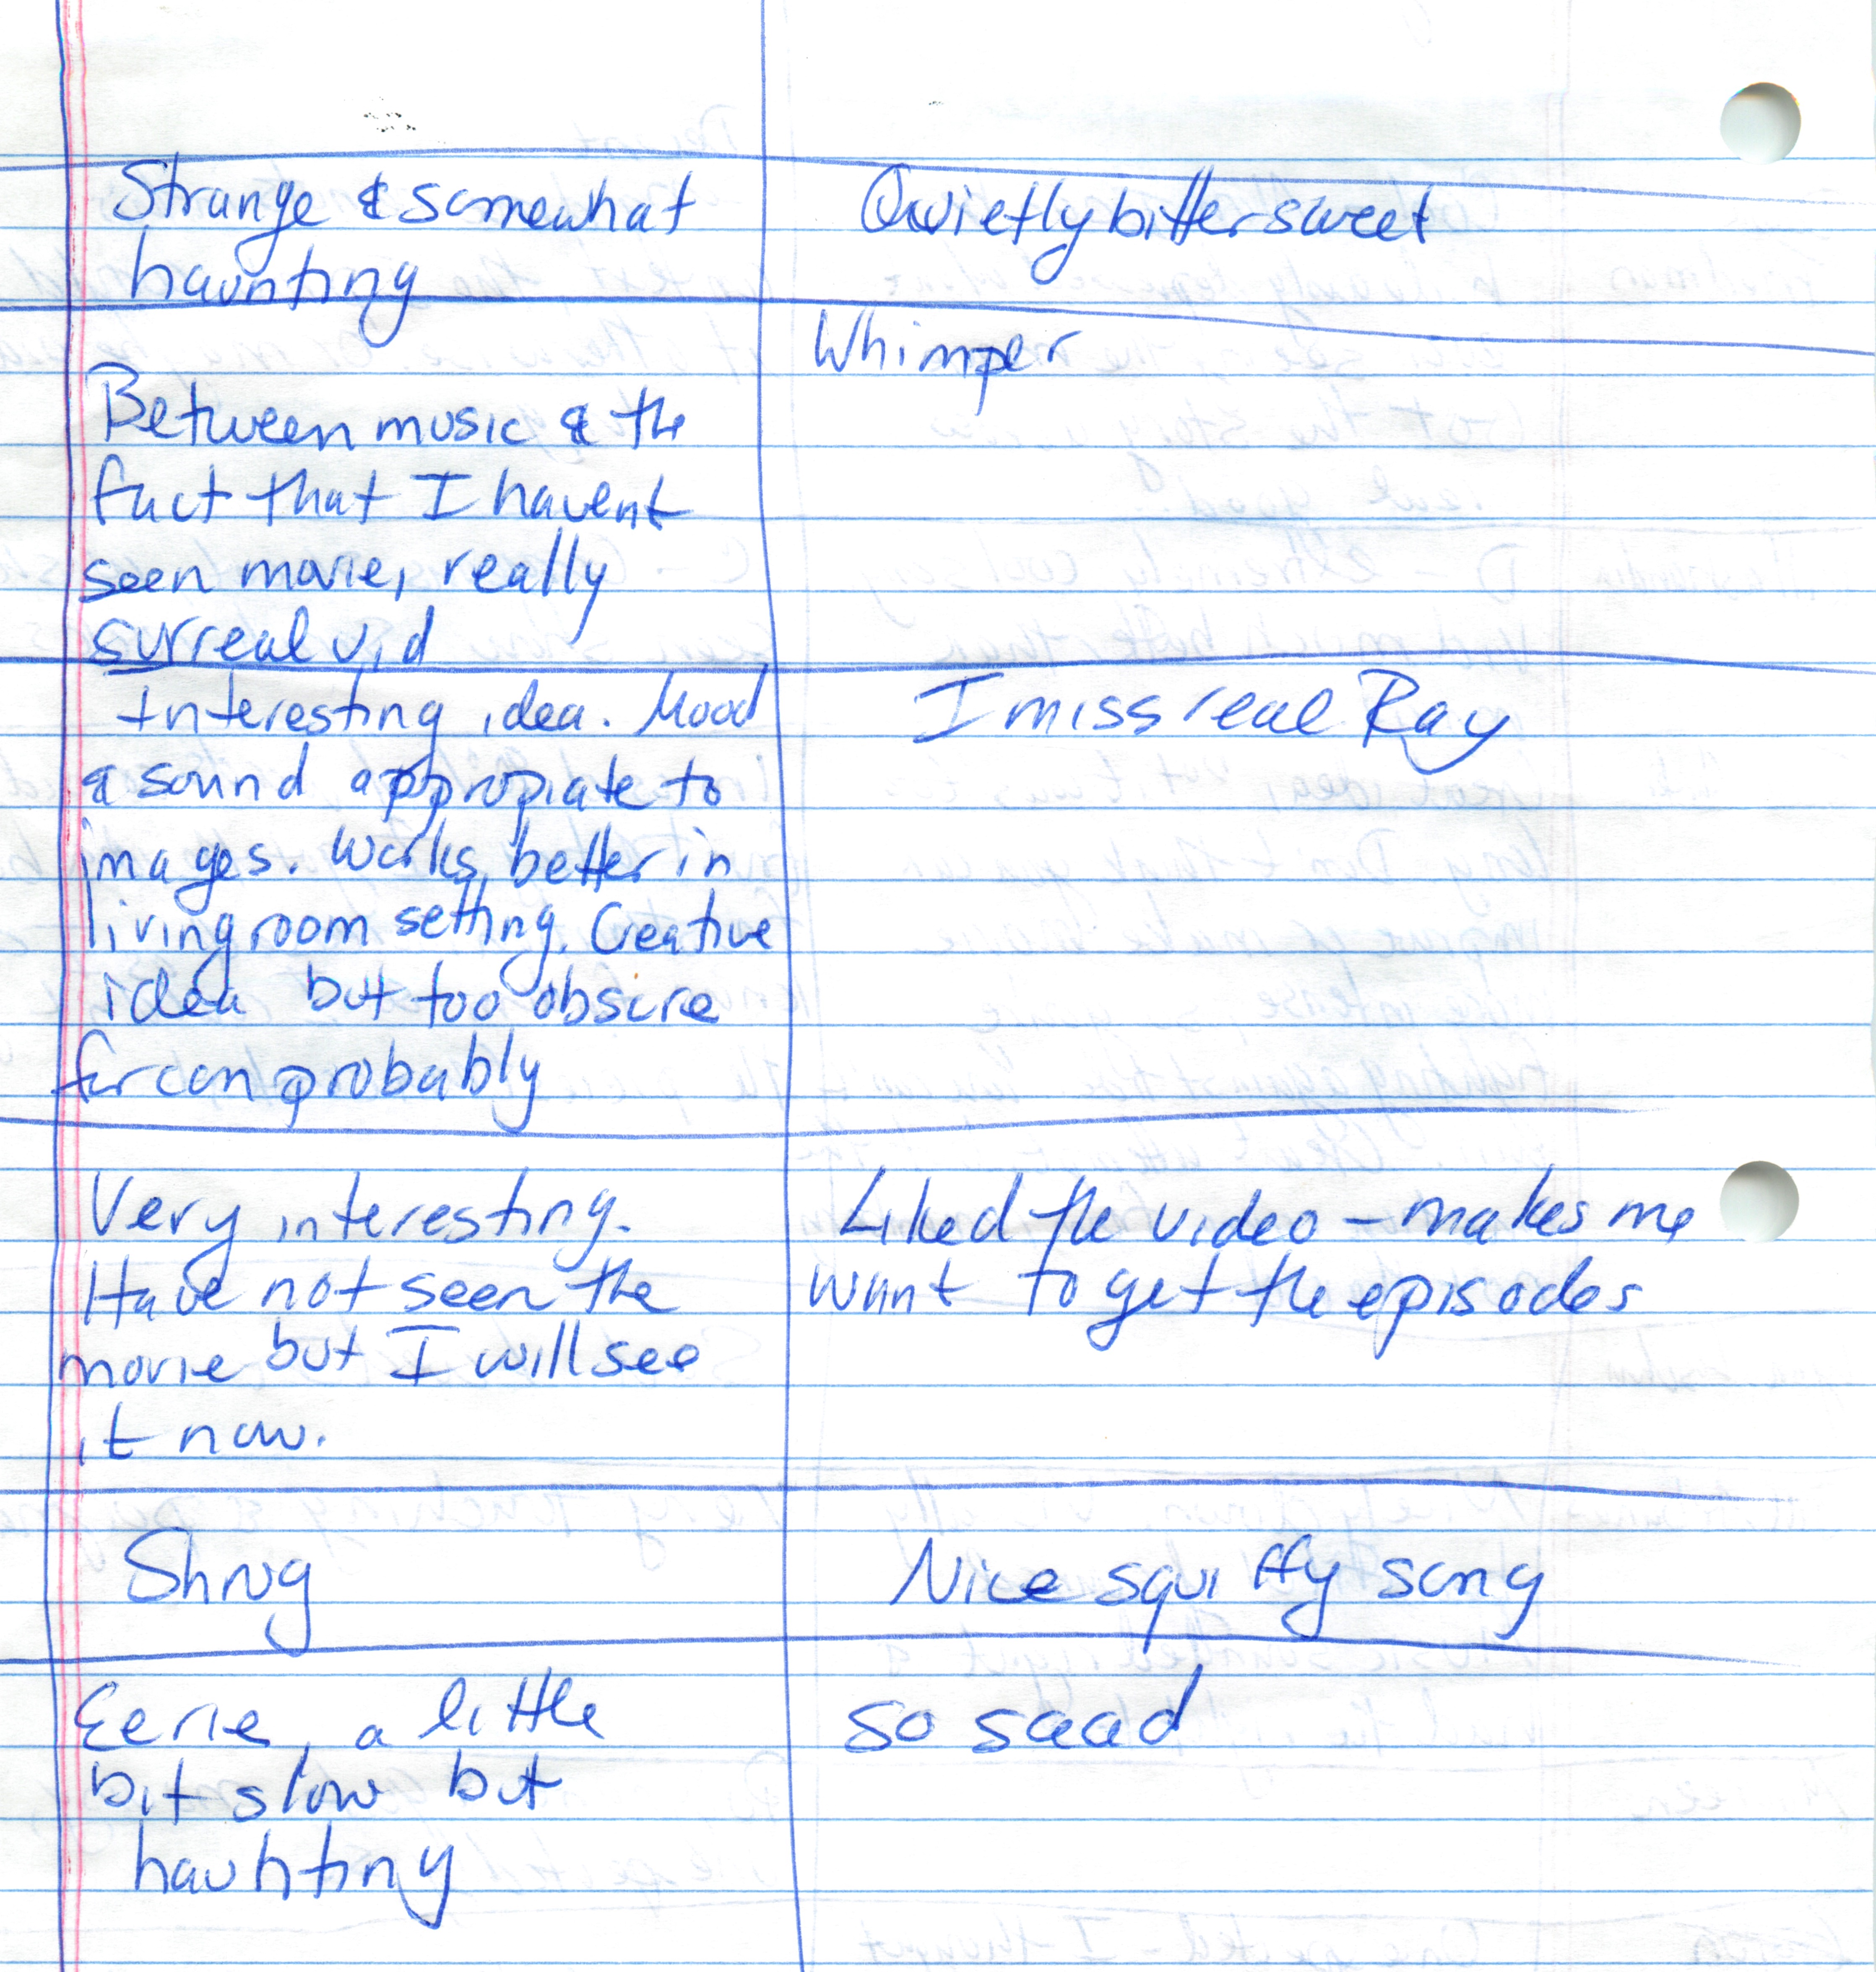 Strange & somewhat
haunting
Quietly bittersweet
Between music & the
fact that I havent
seen movie, really
surreal vid
Whimper
Interesting idea. Mood
& sound appropiate to
images. Works better in
living room setting. Creative
idea but too obscure
for con probably
I miss real Ray
Very interesting.
Have not seen the
movie but I will see
it now.
Liked the video - makes me
want to get the episodes
Shrug
Nice squiffy song
Eerie, a little
bit slow but
haunting
so saad